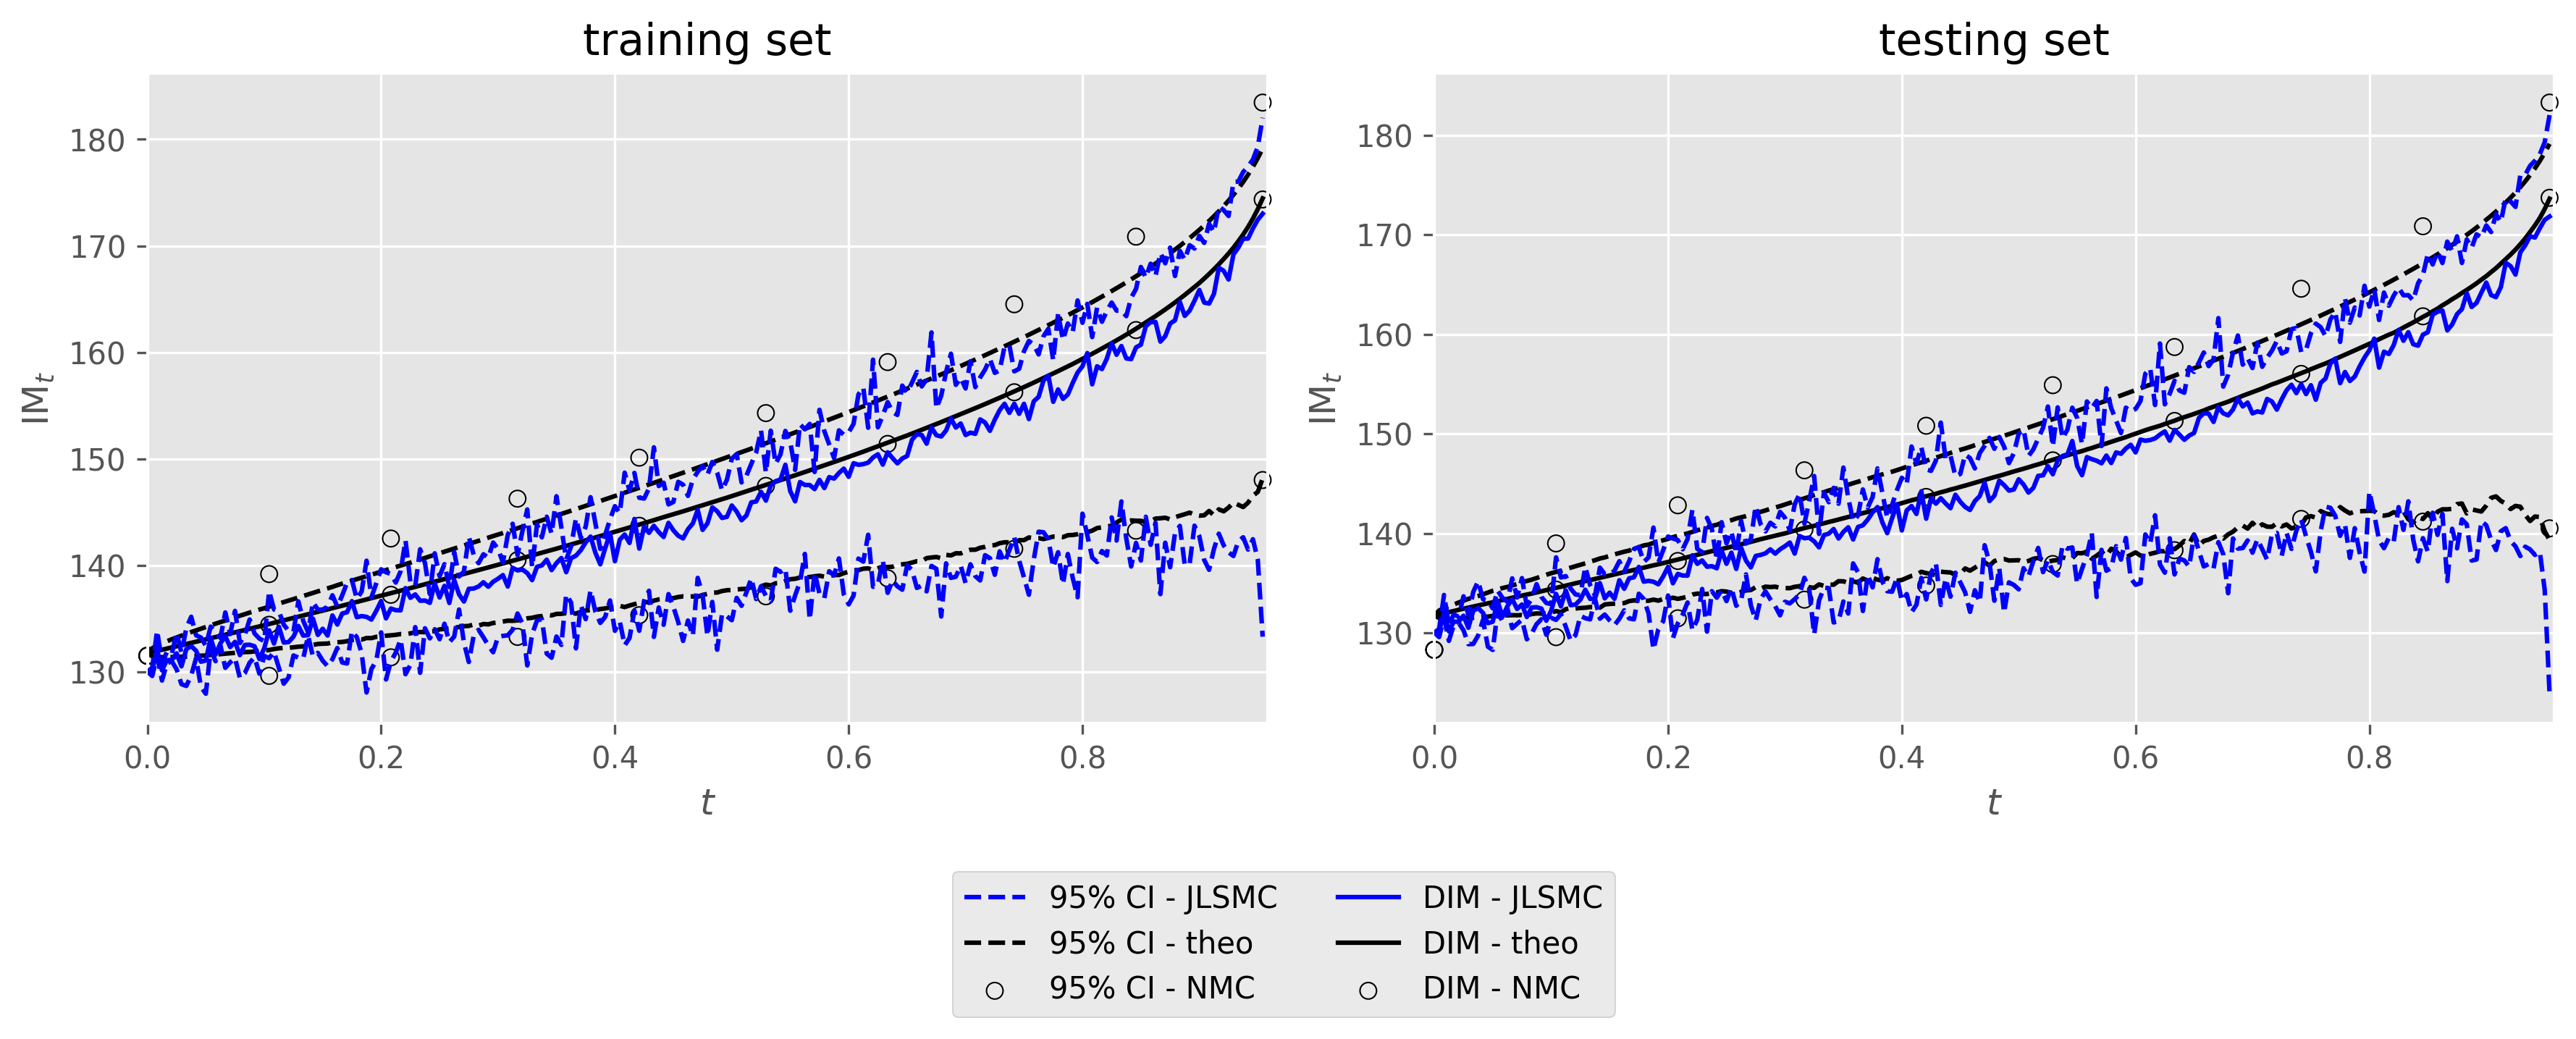 training set
testing set
180
170
160
150
140
130
IMt
0.0 0.2 0.4 0.6 0.8
t
180
170
160
150
140
130
IMt
0.0 0.2 0.4 0.6 0.8
t
95% CI - JLSMC DIM - JLSMC
95% CI - theo DIM - theo
95% CI - NMC DIM - NMC